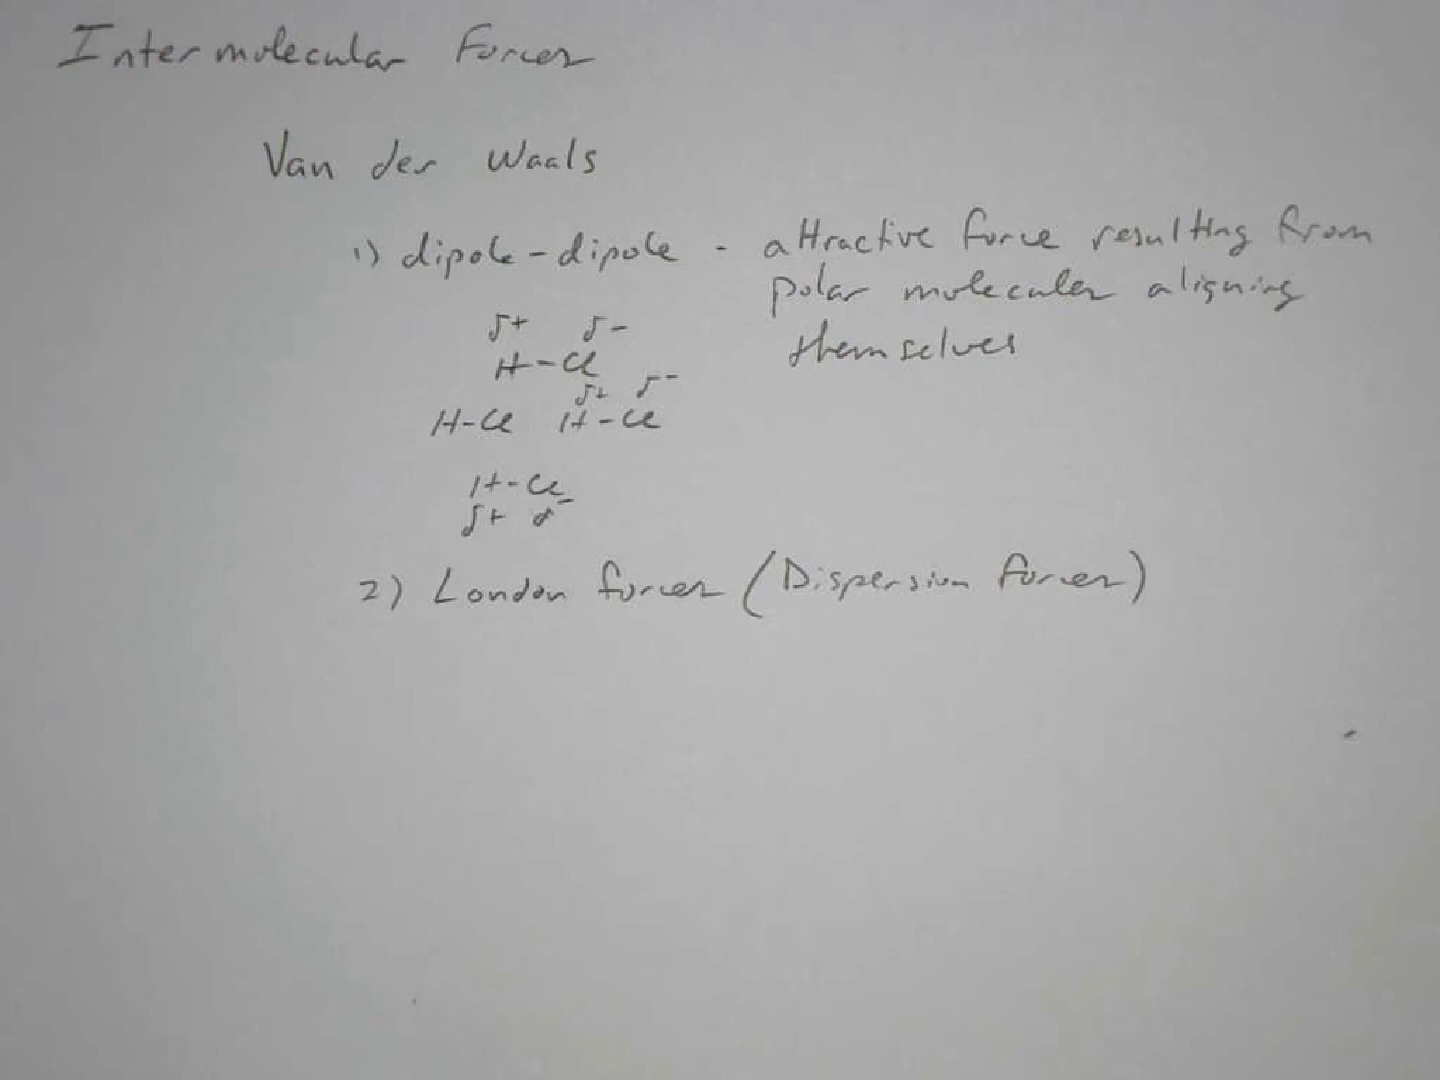 Intermolecular Forces
Van der Waals
1) dipole-dipole - attractive force resulting from
polar molecules aligning
themselves
δ+ δ-
H-Cl
δ+ δ-
H-Cl H-Cl
H-Cl
δ+ δ-
2) London forces (Dispersion forces)